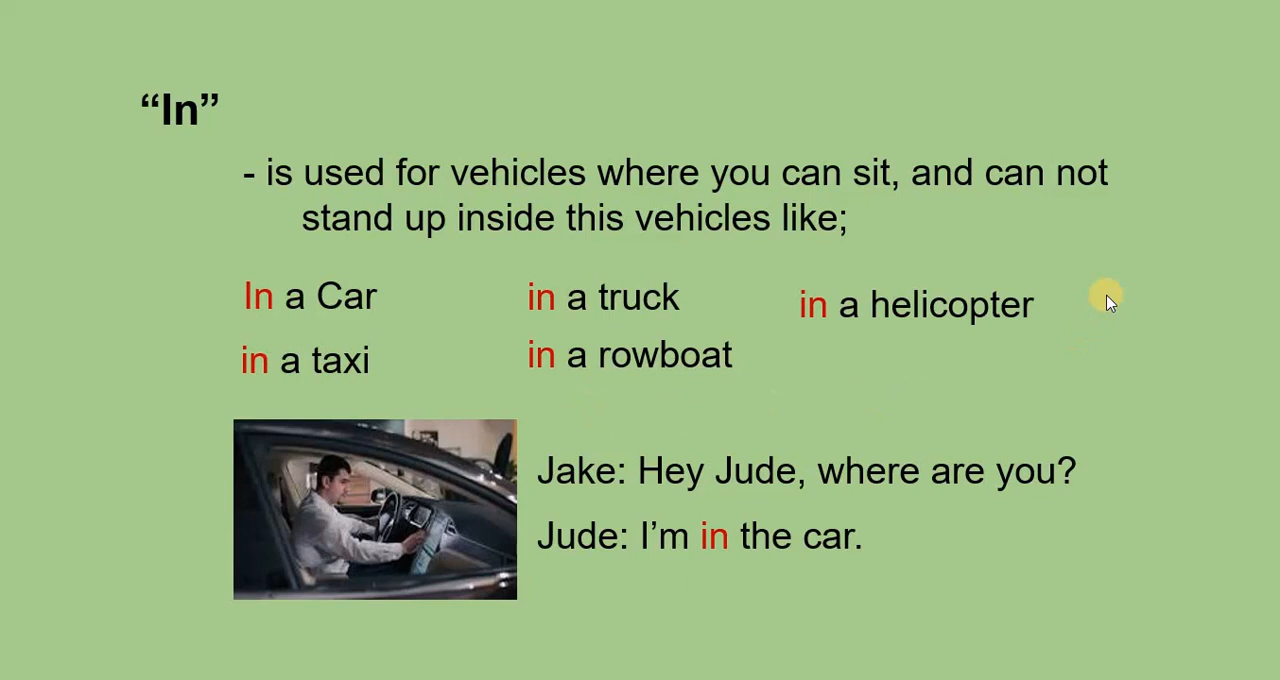 “In”
- is used for vehicles where you can sit, and can not
stand up inside this vehicles like;
In a Car
in a truck
in a helicopter
in a taxi
in a rowboat
Jake: Hey Jude, where are you?
Jude: I’m in the car.